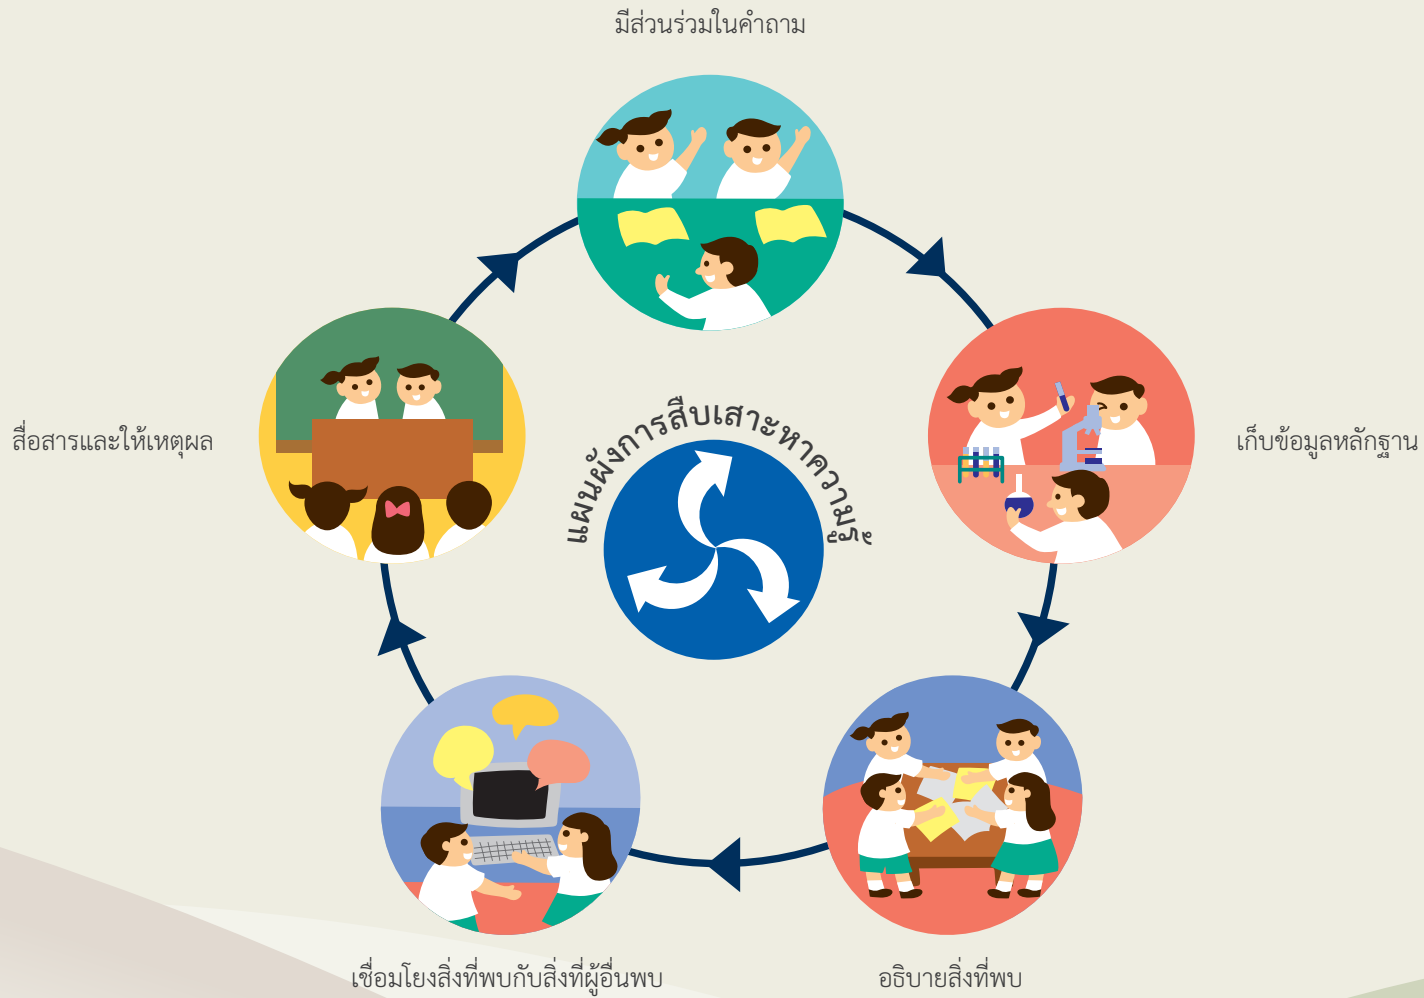 มีส่วนร่วมในคำถาม
แผนผังการสืบเสาะหาความรู้
สื่อสารและให้เหตุผล
เก็บข้อมูลหลักฐาน
เชื่อมโยงสิ่งที่พบกับสิ่งที่ผู้อื่นพบ
อธิบายสิ่งที่พบ